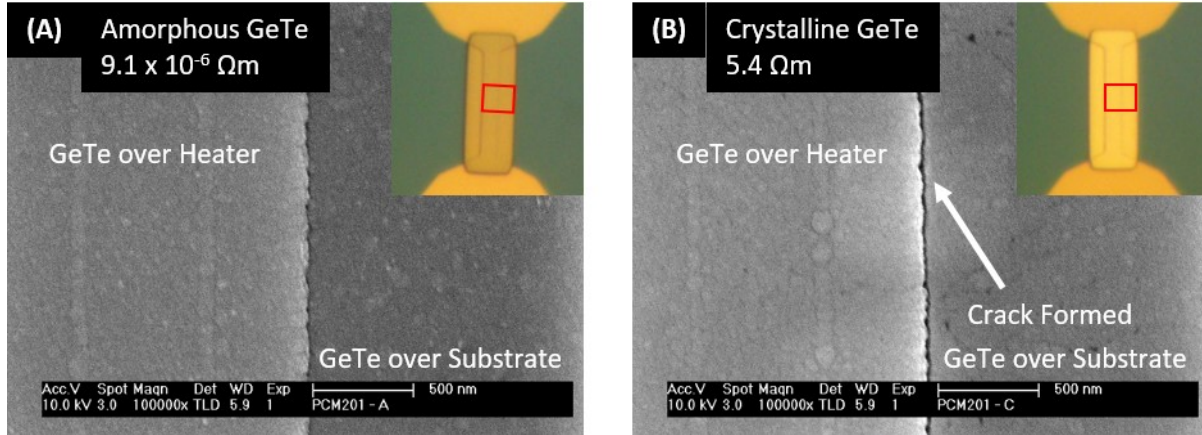 (A) Amorphous GeTe
9.1 x 10⁻⁶ Ωm
GeTe over Heater
GeTe over Substrate
Acc.V Spot Magn Det WD Exp 500 nm
10.0 kV 3.0 100000x TLD 5.9 1 PCM201 - A
(B) Crystalline GeTe
5.4 Ωm
GeTe over Heater
Crack Formed
GeTe over Substrate
Acc.V Spot Magn Det WD Exp 500 nm
10.0 kV 3.0 100000x TLD 5.9 1 PCM201 - C